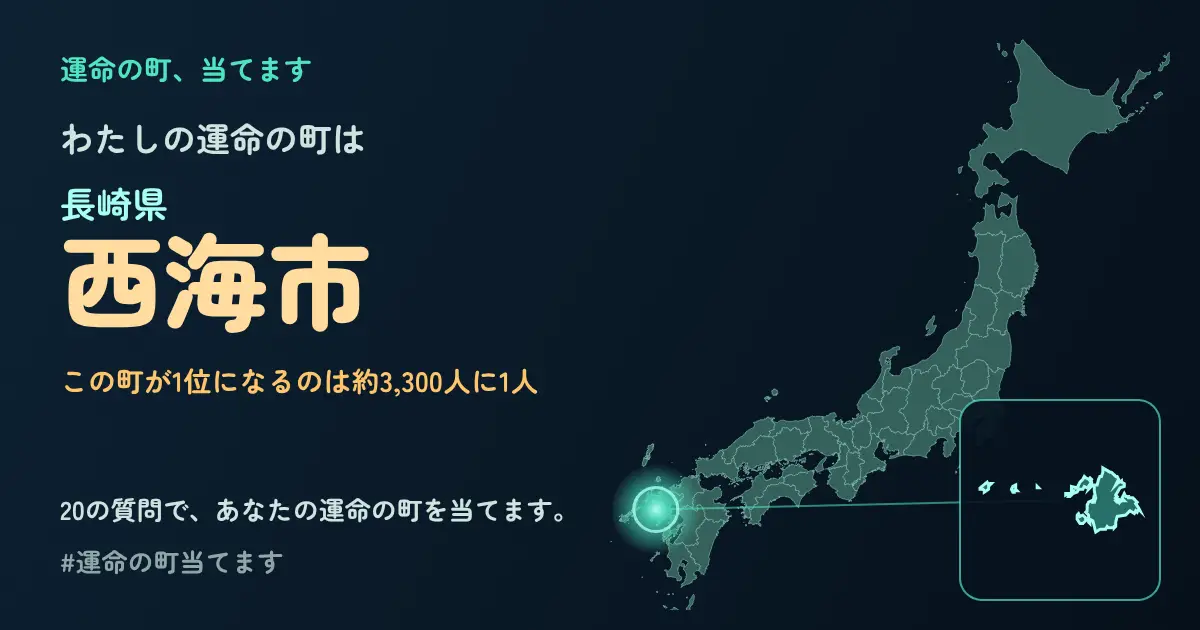 運命の町、当てます
わたしの運命の町は
長崎県
西海市
この町が1位になるのは約3,300人に1人
20の質問で、あなたの運命の町を当てます。
#運命の町当てます